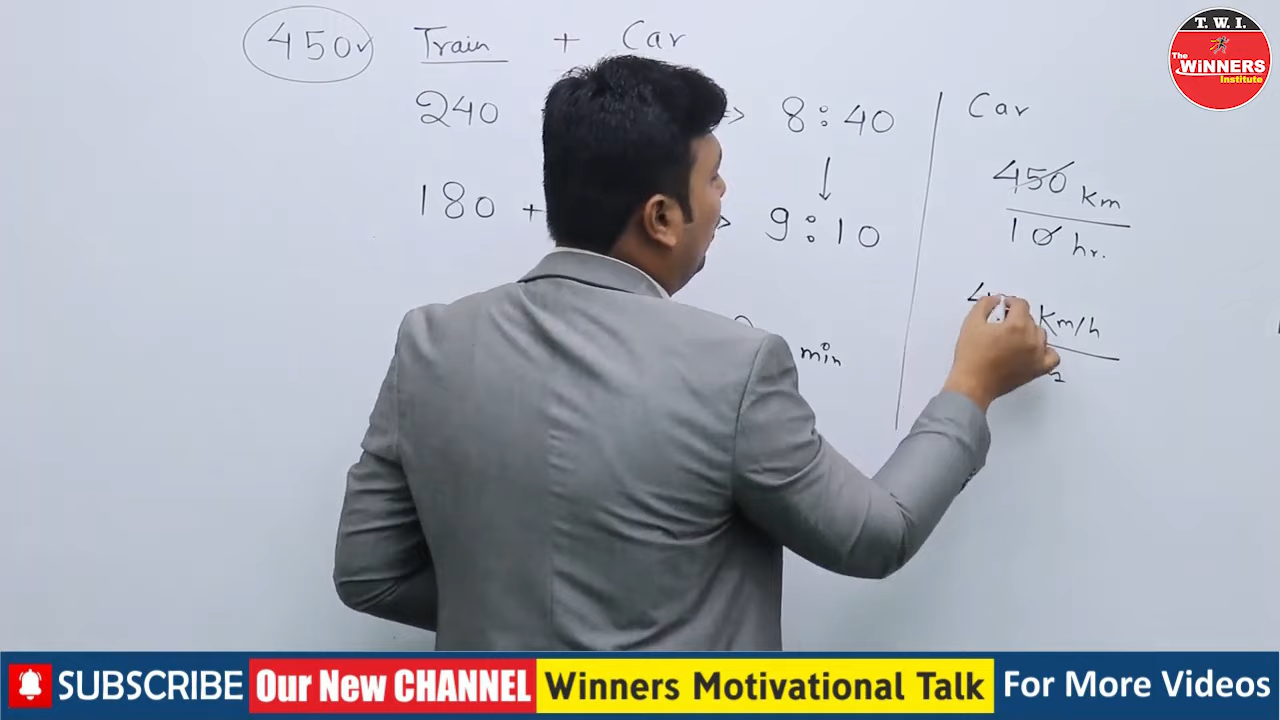 450✓ Train + Car
240 -> 8:40
180 + > 9:10
min
Car
450 Km
10 hr.
Km/h
T. W. I.
The
WiNNERS
Institute
SUBSCRIBE Our New CHANNEL Winners Motivational Talk For More Videos